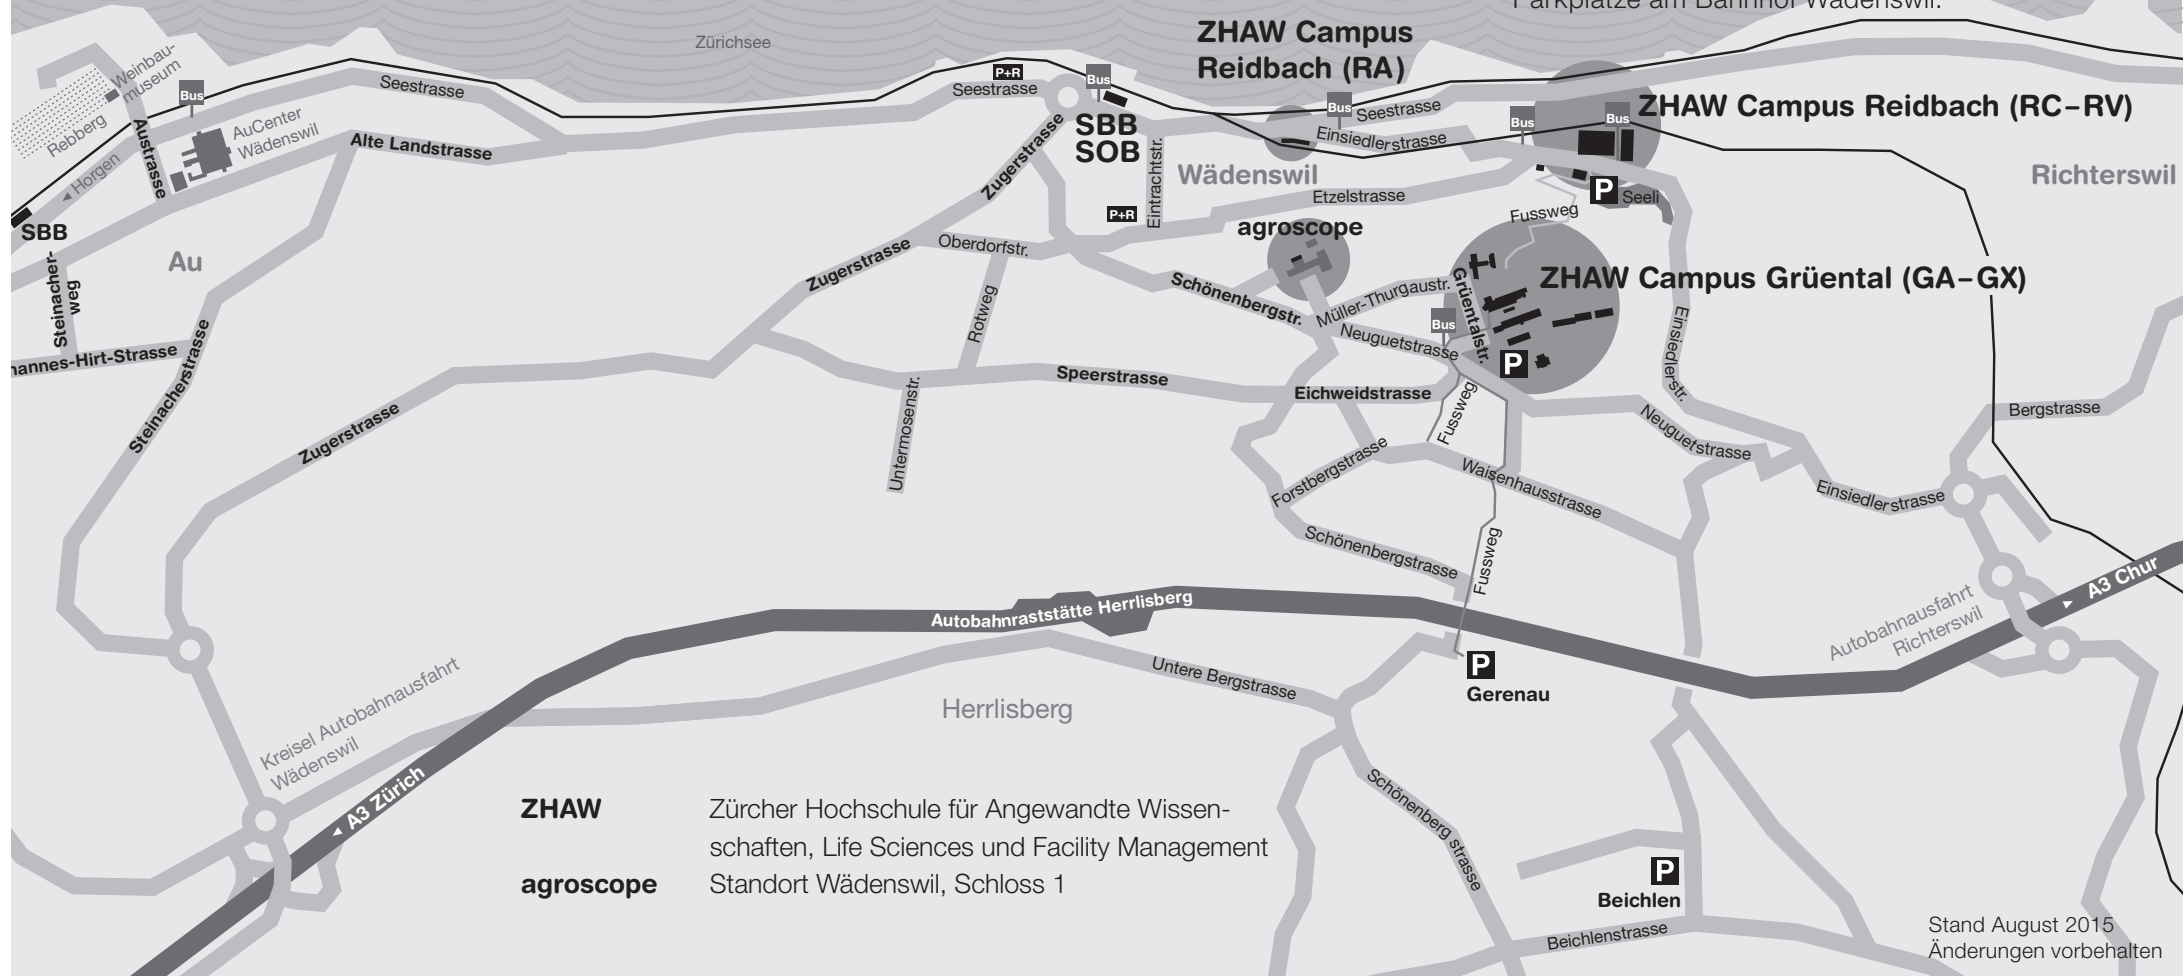 Parkplätze am Bahnhof Wädenswil.
ZHAW Campus
Reidbach (RA)
Zürichsee
Weinbau-
museum
Rebberg
Bus
Seestrasse
P+R
Seestrasse
Bus
Bus
Seestrasse
Bus
Bus
ZHAW Campus Reidbach (RC–RV)
AuCenter
Wädenswil
Austrasse
Horgen
Alte Landstrasse
Zugerstrasse
SBB
SOB
Eintrachtstr.
Einsiedlerstrasse
Wädenswil
Richterswil
Etzelstrasse
P
Seeli
Fussweg
P+R
agroscope
SBB
Au
Steinacher-
weg
Oberdorfstr.
Zugerstrasse
Schönenbergstr.
Müller-Thurgaustr.
Grüentalstr.
ZHAW Campus Grüental (GA–GX)
Bus
Neuguetstrasse
P
Einsiedlerstr.
Rotweg
annes-Hirt-Strasse
Steinacherstrasse
Speerstrasse
Eichweidstrasse
Untermosenstr.
Zugerstrasse
Fussweg
Bergstrasse
Neuguetstrasse
Forstbergstrasse
Waisenhausstrasse
Einsiedlerstrasse
Schönenbergstrasse
Fussweg
A3 Chur
Autobahnraststätte Herrlisberg
Autobahnausfahrt
Richterswil
Untere Bergstrasse
P
Gerenau
Kreisel Autobahnausfahrt
Wädenswil
Herrlisberg
A3 Zürich
Schönenbergstrasse
ZHAW Zürcher Hochschule für Angewandte Wissen-
schaften, Life Sciences und Facility Management
agroscope Standort Wädenswil, Schloss 1
P
Beichlen
Beichlenstrasse
Stand August 2015
Änderungen vorbehalten